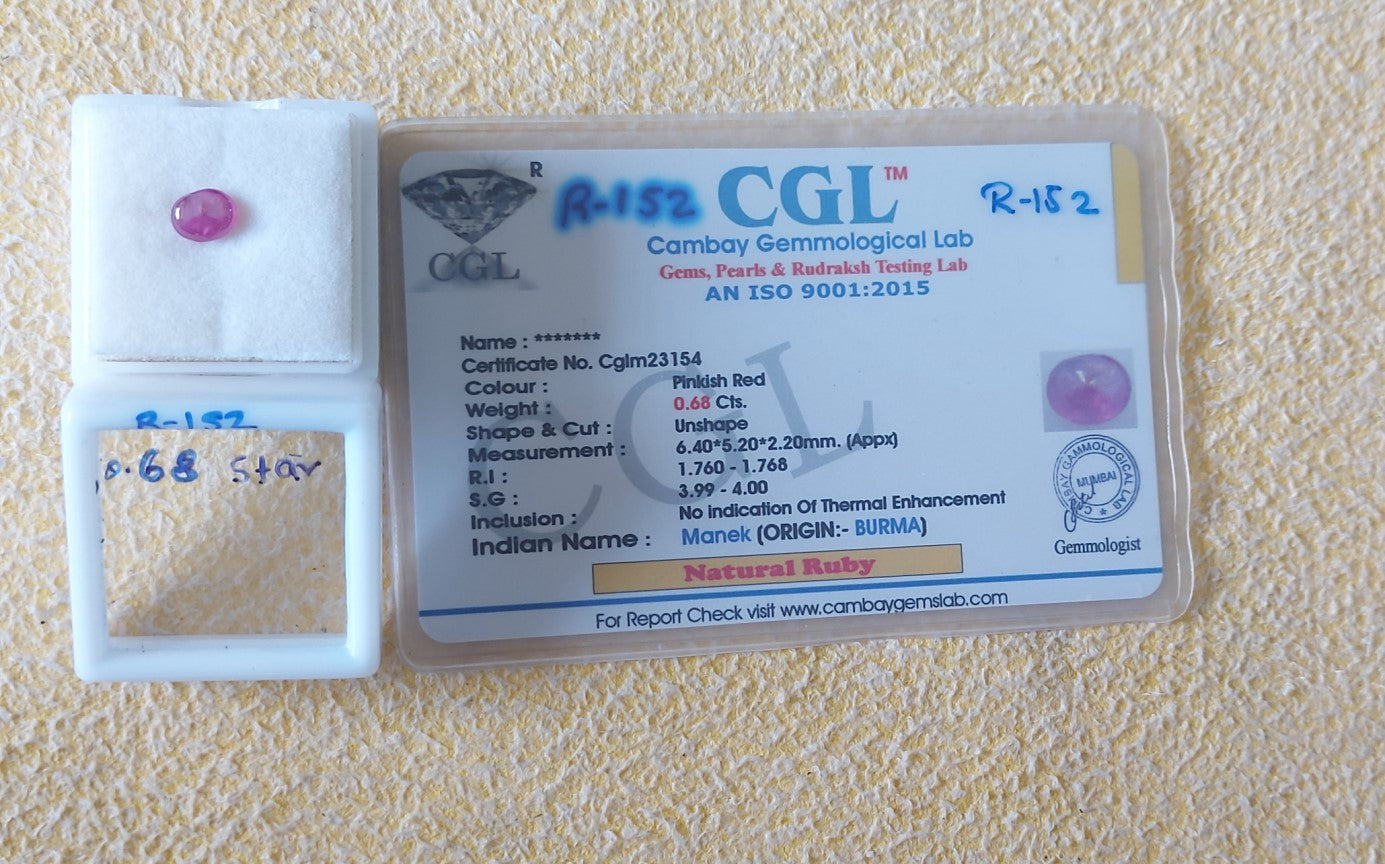 R-152
0.68 Star
R
CGL
R-152
CGL™
R-152
Cambay Gemmological Lab
Gems, Pearls & Rudraksh Testing Lab
AN ISO 9001:2015
Name : *******
Certificate No. Cglm23154
Colour : Pinkish Red
Weight : 0.68 Cts.
Shape & Cut : Unshape
Measurement : 6.40*5.20*2.20mm. (Appx)
R.I : 1.760 - 1.768
S.G : 3.99 - 4.00
Inclusion : No indication Of Thermal Enhancement
Indian Name : Manek (ORIGIN:- BURMA)
Natural Ruby
For Report Check visit www.cambaygemslab.com
CGL
CAMBAY GEMMOLOGICAL LAB
MUMBAI
Gemmologist